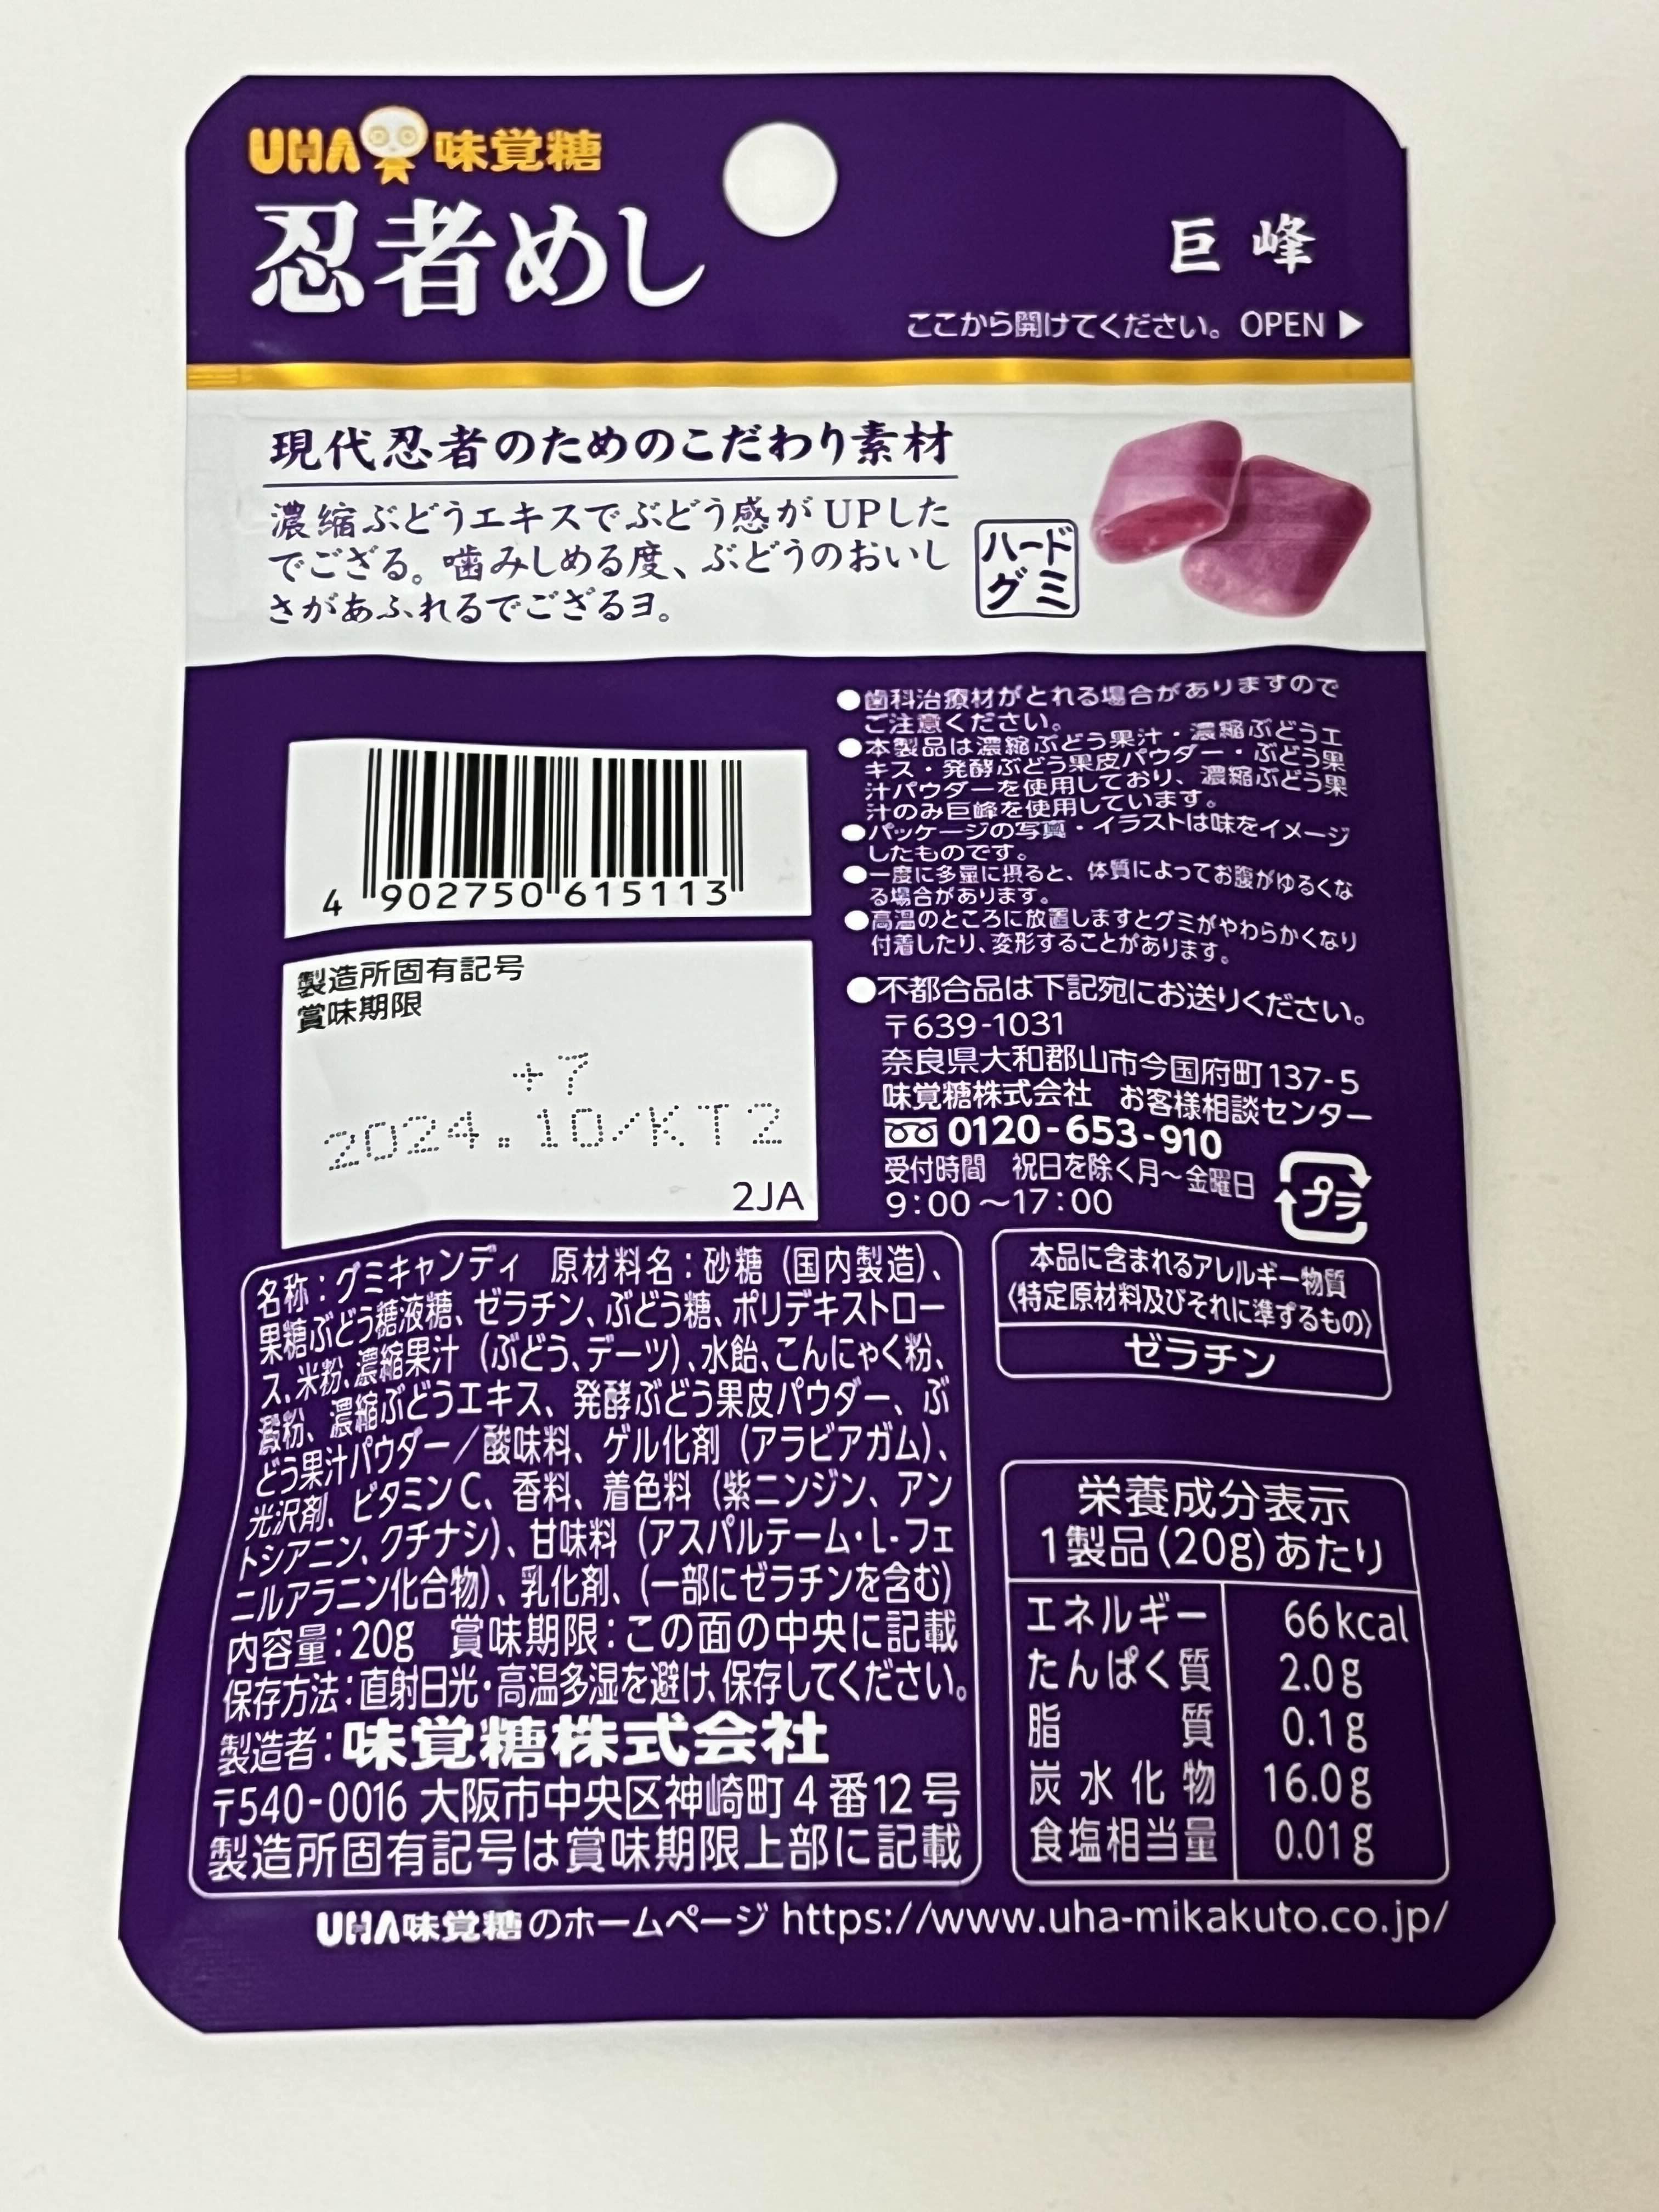 UHA味覚糖
忍者めし
巨峰
ここから開けてください。OPEN▶
現代忍者のためのこだわり素材
濃縮ぶどうエキスでぶどう感がUPした
でござる。噛みしめる度、ぶどうのおいし
さがあふれるでござるヨ。
ハード
グミ
●歯科治療材がとれる場合がありますので
ご注意ください。
●本製品は濃縮ぶどう果汁・濃縮ぶどうエ
キス・発酵ぶどう果皮パウダー・ぶどう果
汁パウダーを使用しており、濃縮ぶどう果
汁のみ巨峰を使用しています。
●パッケージの写真・イラストは味をイメージ
したものです。
●一度に多量に摂ると、体質によってお腹がゆるくな
る場合があります。
●高温のところに放置しますとグミがやわらかくなり
付着したり、変形することがあります。
●不都合品は下記宛にお送りください。
〒639-1031
奈良県大和郡山市今国府町137-5
味覚糖株式会社 お客様相談センター
0120-653-910
受付時間 祝日を除く月～金曜日
9:00～17:00
プラ
4 902750 615113
製造所固有記号
賞味期限
+7
2024.10/KT2
2JA
名称：グミキャンディ 原材料名：砂糖（国内製造）、
果糖ぶどう糖液糖、ゼラチン、ぶどう糖、ポリデキストロー
ス、米粉、濃縮果汁（ぶどう、デーツ）、水飴、こんにゃく粉、
澱粉、濃縮ぶどうエキス、発酵ぶどう果皮パウダー、ぶ
どう果汁パウダー／酸味料、ゲル化剤（アラビアガム）、
光沢剤、ビタミンC、香料、着色料（紫ニンジン、アン
トシアニン、クチナシ）、甘味料（アスパルテーム・L-フェ
ニルアラニン化合物）、乳化剤、（一部にゼラチンを含む）
内容量：20g 賞味期限：この面の中央に記載
保存方法：直射日光・高温多湿を避け、保存してください。
製造者：味覚糖株式会社
〒540-0016 大阪市中央区神崎町4番12号
製造所固有記号は賞味期限上部に記載
本品に含まれるアレルギー物質
〈特定原材料及びそれに準ずるもの〉
ゼラチン
栄養成分表示
1製品(20g)あたり
エネルギー 66kcal
たんぱく質 2.0g
脂質 0.1g
炭水化物 16.0g
食塩相当量 0.01g
UHA味覚糖のホームページ https://www.uha-mikakuto.co.jp/